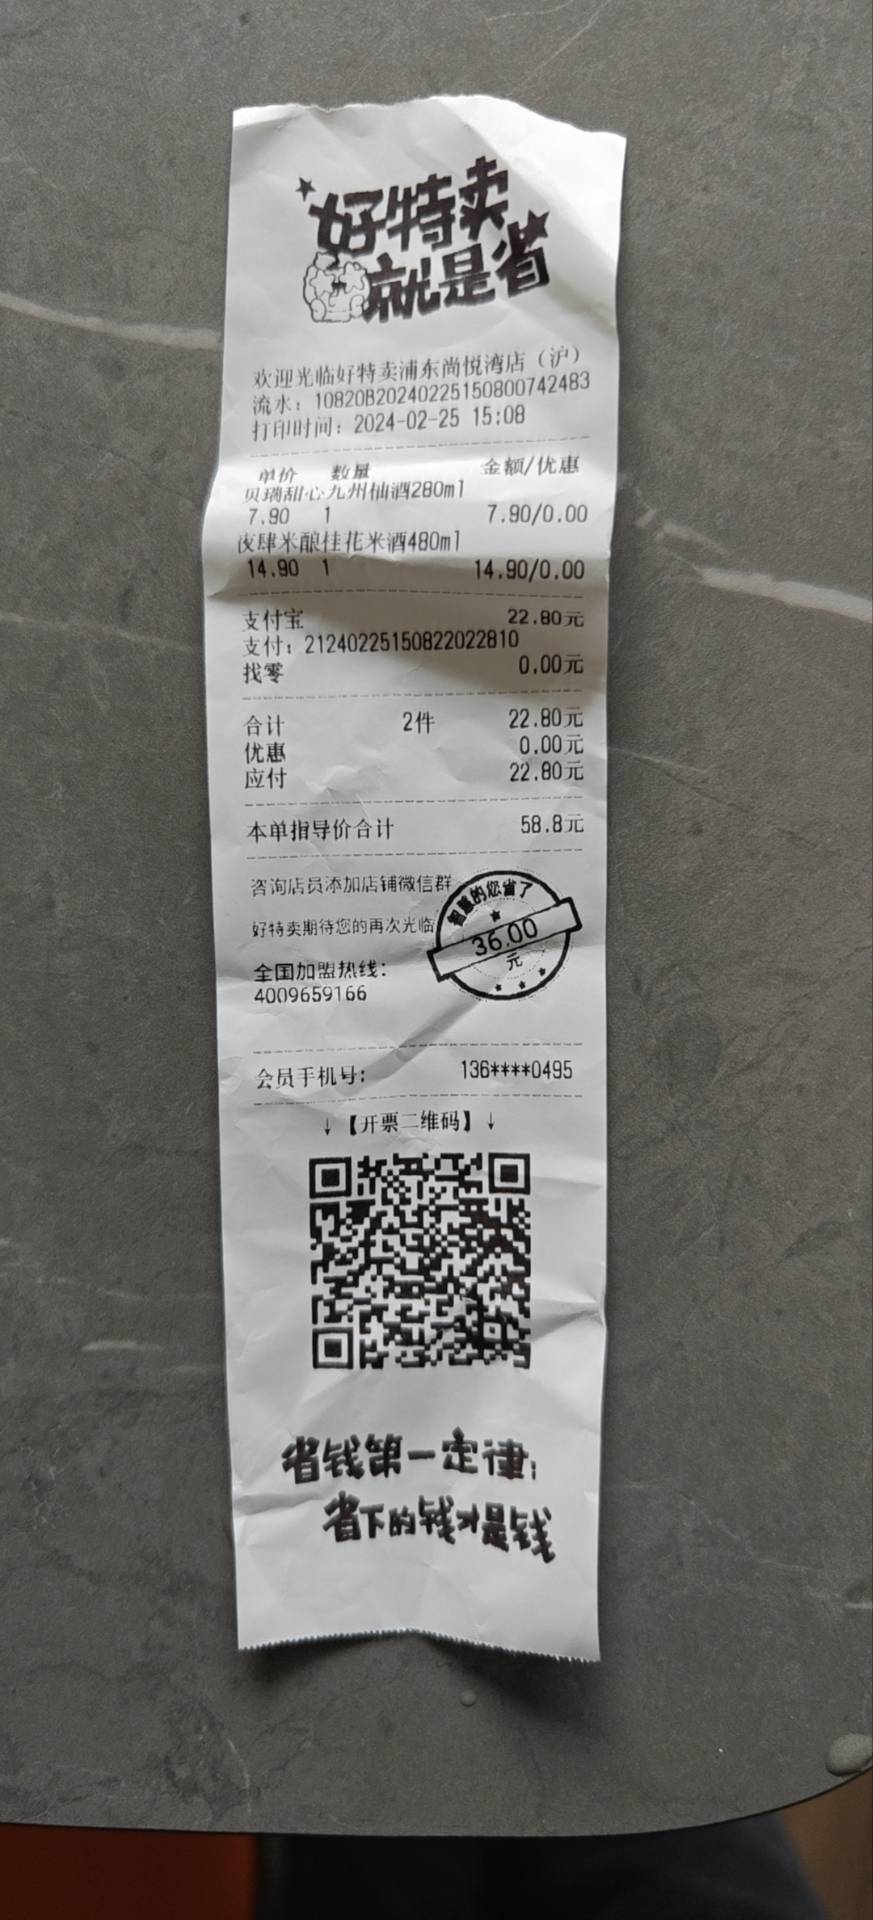 好特卖
就是省
欢迎光临好特卖浦东尚悦湾店（沪）
流水：10820B20240225150800742483
打印时间：2024-02-25 15:08
单价 数量 金额/优惠
贝瑞甜心九州柚酒280ml
7.90 1 7.90/0.00
夜肆米酿桂花米酒480ml
14.90 1 14.90/0.00
支付宝 22.80元
支付：21240225150822022810
找零 0.00元
合计 2件 22.80元
优惠 0.00元
应付 22.80元
本单指导价合计 58.8元
咨询店员添加店铺微信群
好特卖期待您的再次光临
智慧的您省了
36.00
元
全国加盟热线：
4009659166
会员手机号： 136****0495
↓【开票二维码】↓
省钱第一定律：
省下的钱才是钱